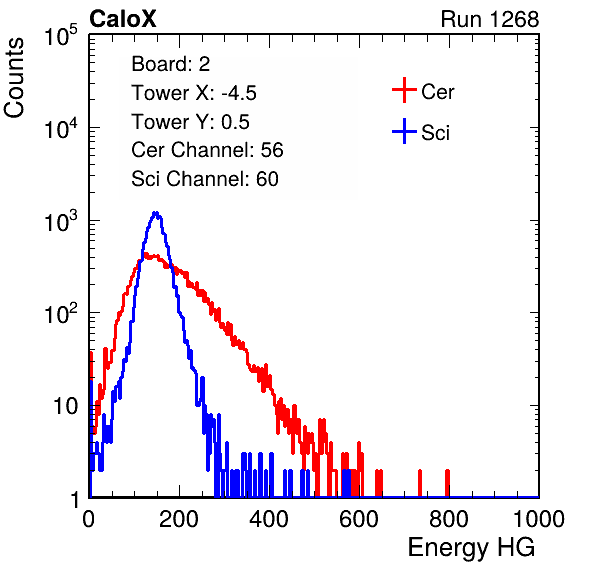 CaloX Run 1268
Counts
10^5
10^4
10^3
10^2
10
1
Board: 2
Tower X: -4.5
Tower Y: 0.5
Cer Channel: 56
Sci Channel: 60
Cer
Sci
0 200 400 600 800 1000
Energy HG